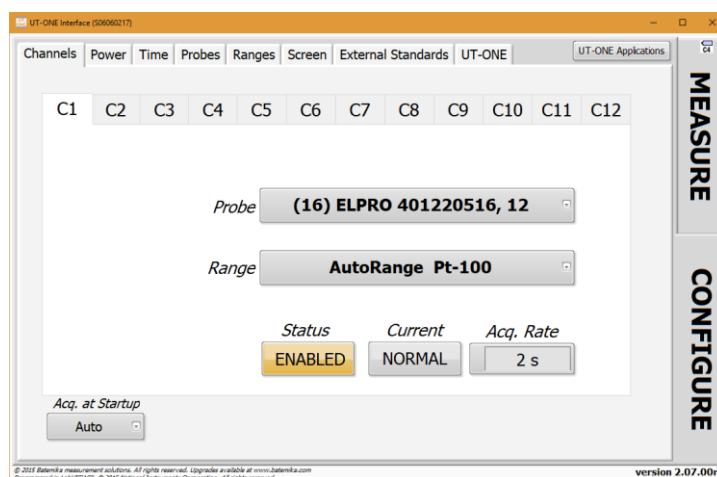 UT-ONE Interface (S06060217)
Channels Power Time Probes Ranges Screen External Standards UT-ONE UT-ONE Applications
C4
MEASURE
CONFIGURE
C1 C2 C3 C4 C5 C6 C7 C8 C9 C10 C11 C12
Probe (16) ELPRO 401220516, 12
Range AutoRange Pt-100
Status Current Acq. Rate
ENABLED NORMAL 2 s
Acq. at Startup
Auto
© 2015 Batemika measurement solutions. All rights reserved. Upgrades available at www.batemika.com
version 2.07.00r